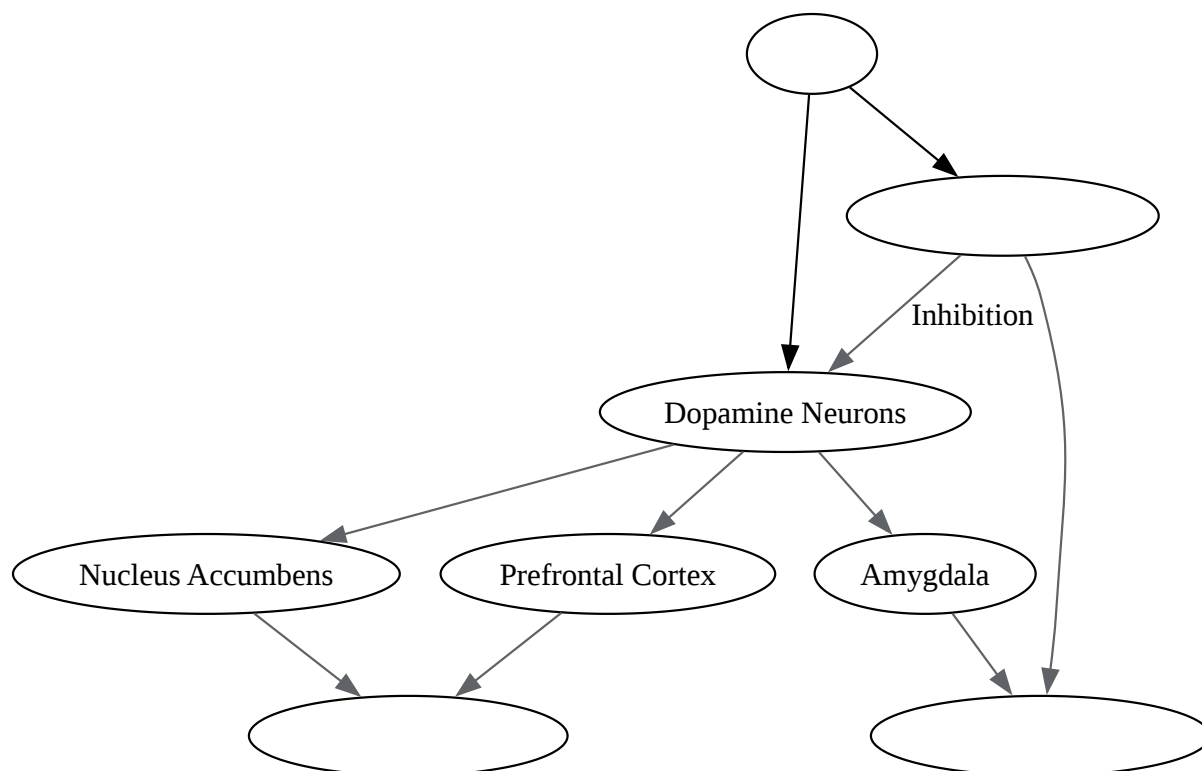 Inhibition
Dopamine Neurons
Nucleus Accumbens
Prefrontal Cortex
Amygdala